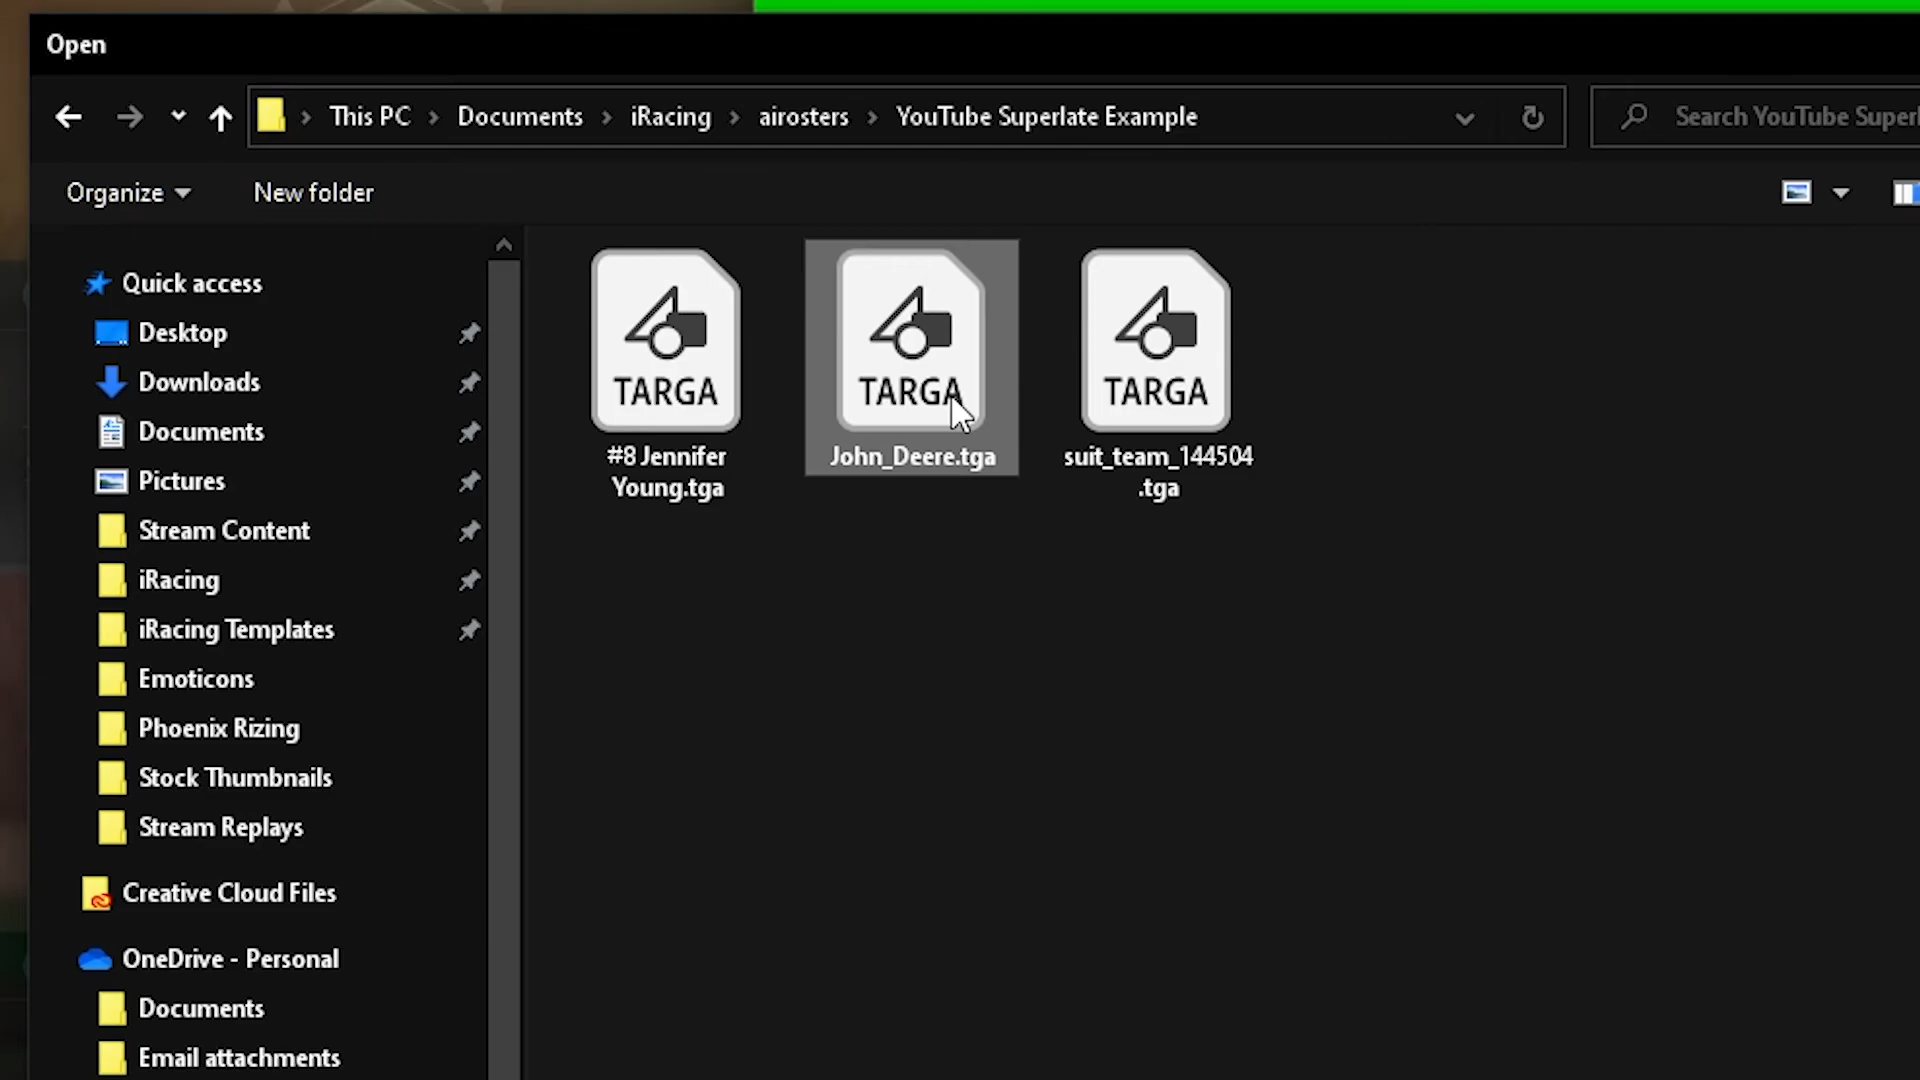 Open
This PC > Documents > iRacing > airosters > YouTube Superlate Example
Search YouTube Superl
Organize
New folder
Quick access
Desktop
Downloads
Documents
Pictures
Stream Content
iRacing
iRacing Templates
Emoticons
Phoenix Rizing
Stock Thumbnails
Stream Replays
Creative Cloud Files
OneDrive - Personal
Documents
Email attachments
TARGA
#8 Jennifer
Young.tga
TARGA
John_Deere.tga
TARGA
suit_team_144504
.tga